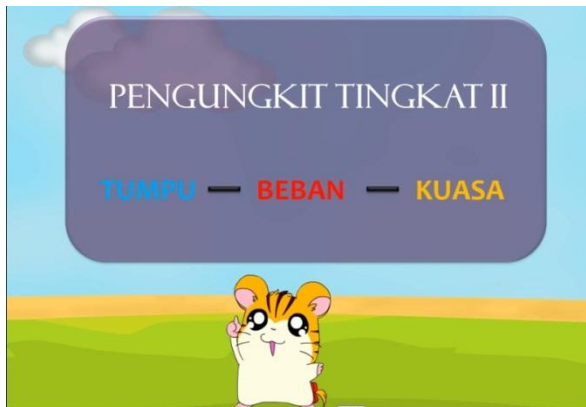 PENGUNGKIT TINGKAT II
TUMPU — BEBAN — KUASA